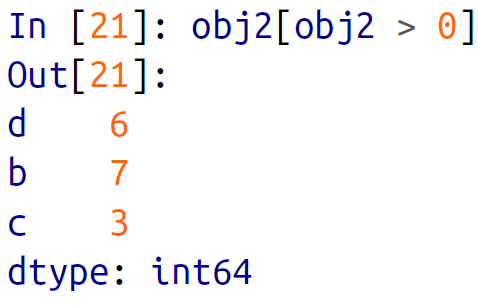 In [21]: obj2[obj2 > 0]
Out[21]:
d    6
b    7
c    3
dtype: int64